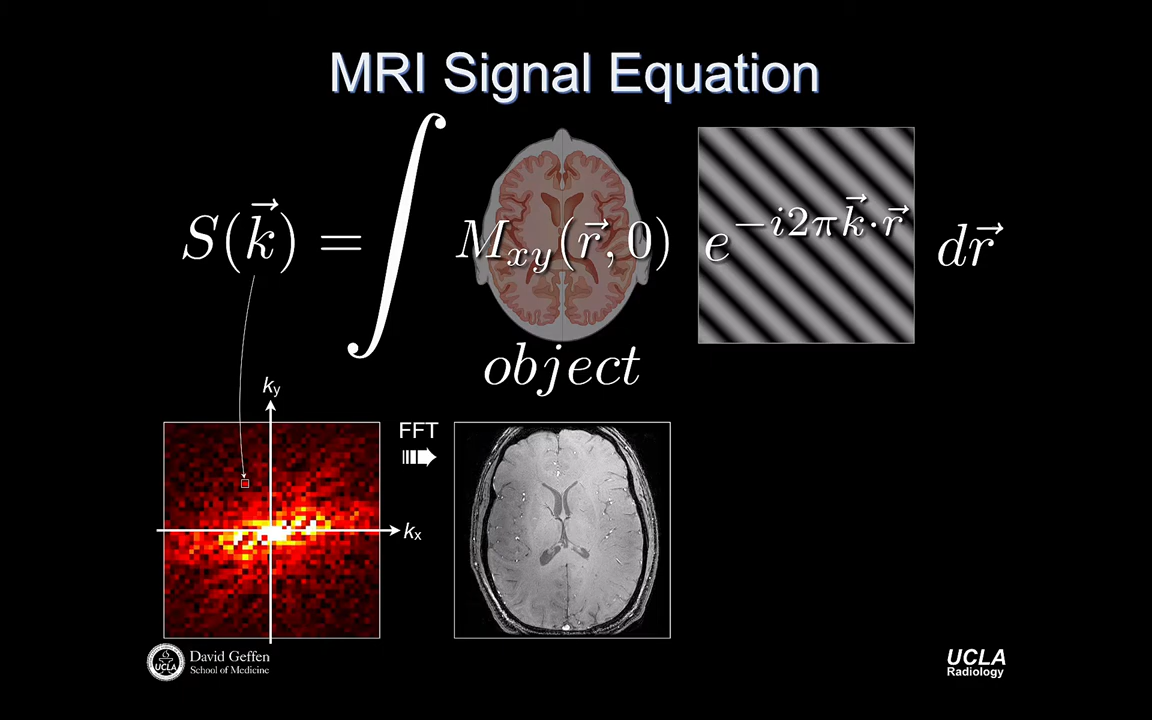 MRI Signal Equation
S(k⃗) = ∫ M_xy(r⃗, 0) e^{−i2πk⃗·r⃗} dr⃗
object
k_y
FFT
k_x
UCLA
David Geffen
School of Medicine
UCLA
Radiology